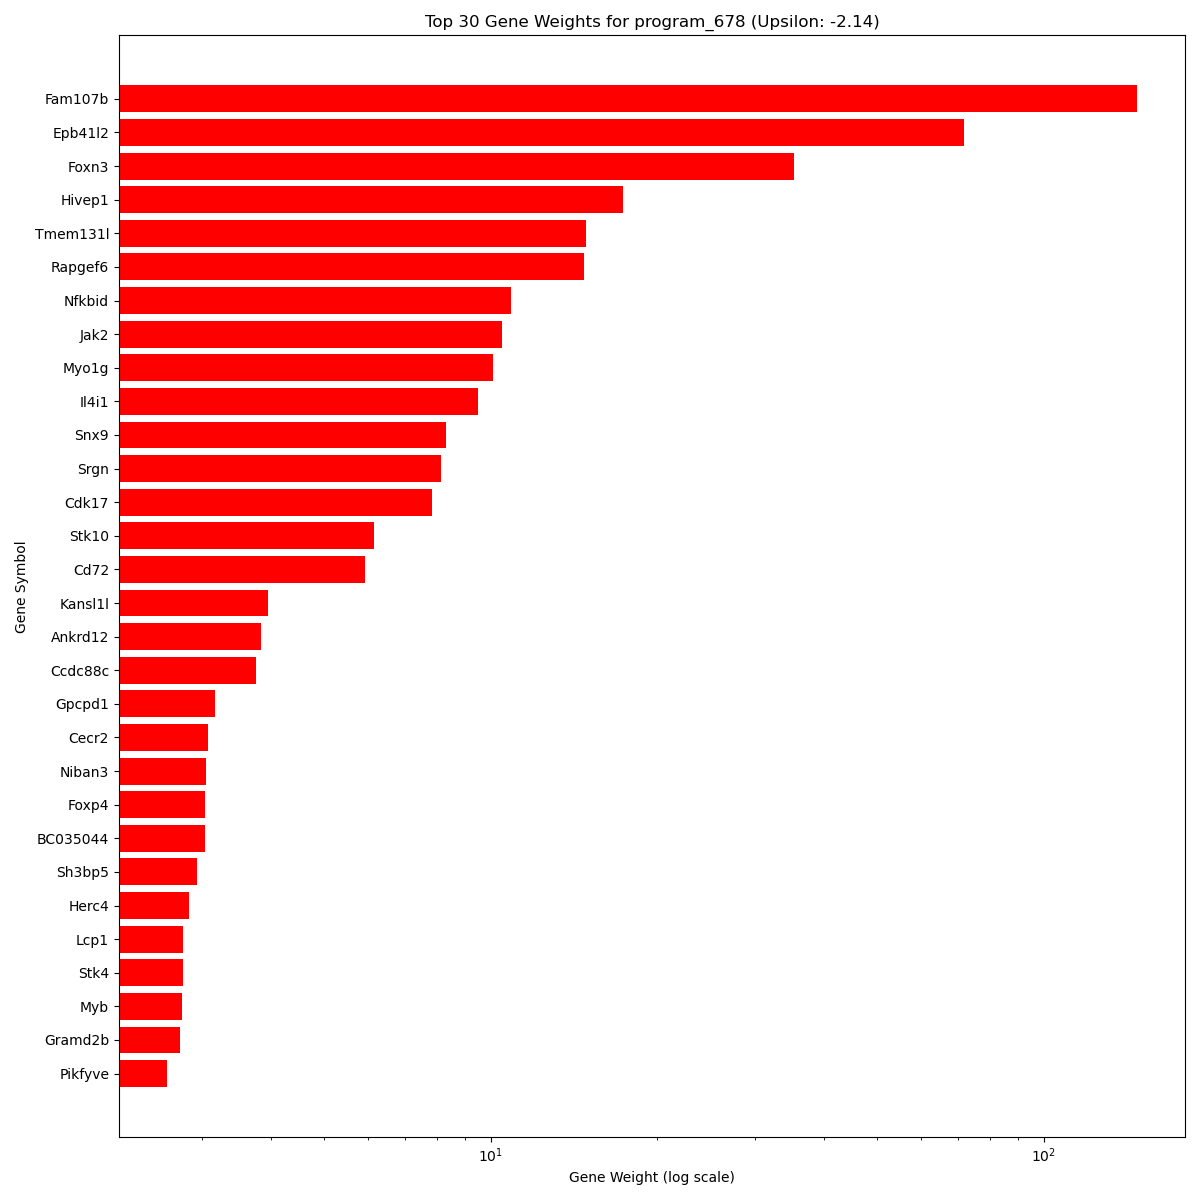 Top 30 Gene Weights for program_678 (Upsilon: -2.14)
Gene Symbol
Fam107b
Epb41l2
Foxn3
Hivep1
Tmem131l
Rapgef6
Nfkbid
Jak2
Myo1g
Il4i1
Snx9
Srgn
Cdk17
Stk10
Cd72
Kansl1l
Ankrd12
Ccdc88c
Gpcpd1
Cecr2
Niban3
Foxp4
BC035044
Sh3bp5
Herc4
Lcp1
Stk4
Myb
Gramd2b
Pikfyve
10¹ 10²
Gene Weight (log scale)